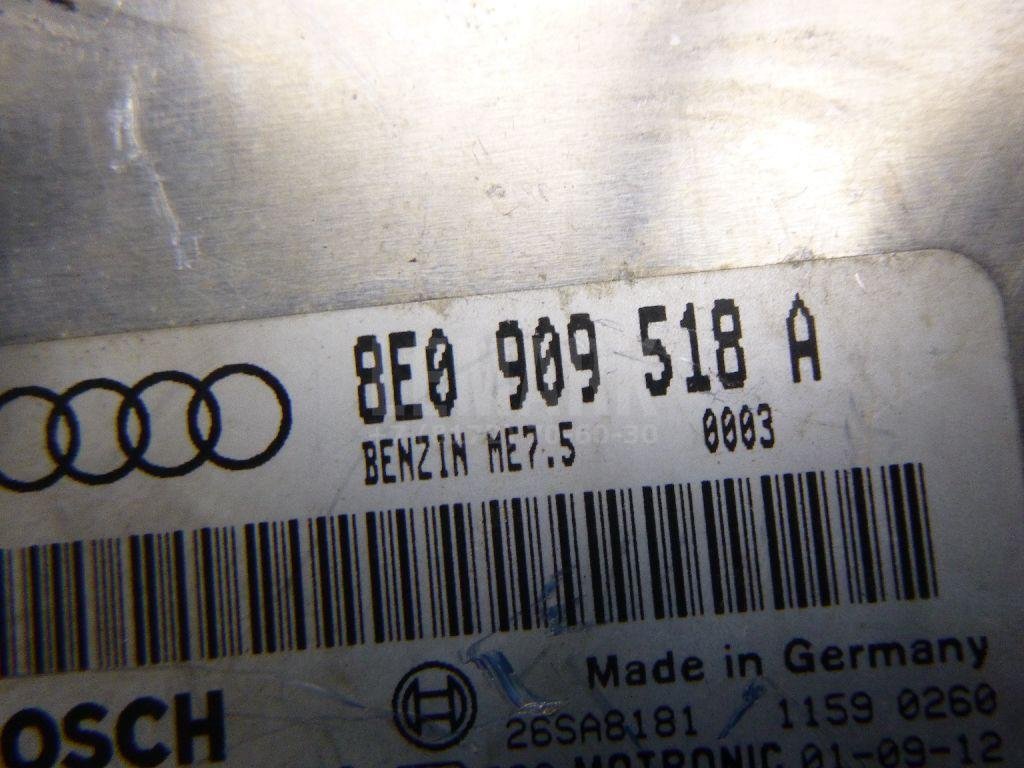 8E0 909 518 A
BENZIN ME7.5 0003
Made in Germany
OSCH
26SA8181 1159 0260
MOTRONIC 01-09-12